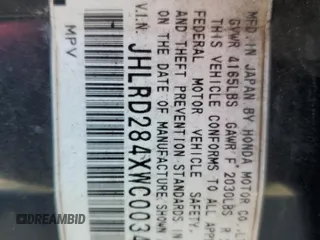 MFD IN JAPAN BY HONDA MOTOR CO
GVWR 4165LBS GAWR F 2030LBS R
THIS VEHICLE CONFORMS TO ALL APP
FEDERAL MOTOR VEHICLE SAFETY
AND THEFT PREVENTION STANDARDS IN
ON THE DATE OF MANUFACTURE SHOWN
V.I.N. JHLRD284XWC0034
MPV
DREAMBID